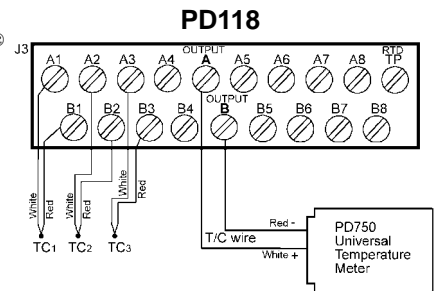 PD118
®
J3
OUTPUT RTD
A1 A2 A3 A4 A A5 A6 A7 A8 TP
OUTPUT
B1 B2 B3 B4 B B5 B6 B7 B8
White Red White Red White Red
TC1 TC2 TC3
Red -
T/C wire
White +
PD750
Universal
Temperature
Meter